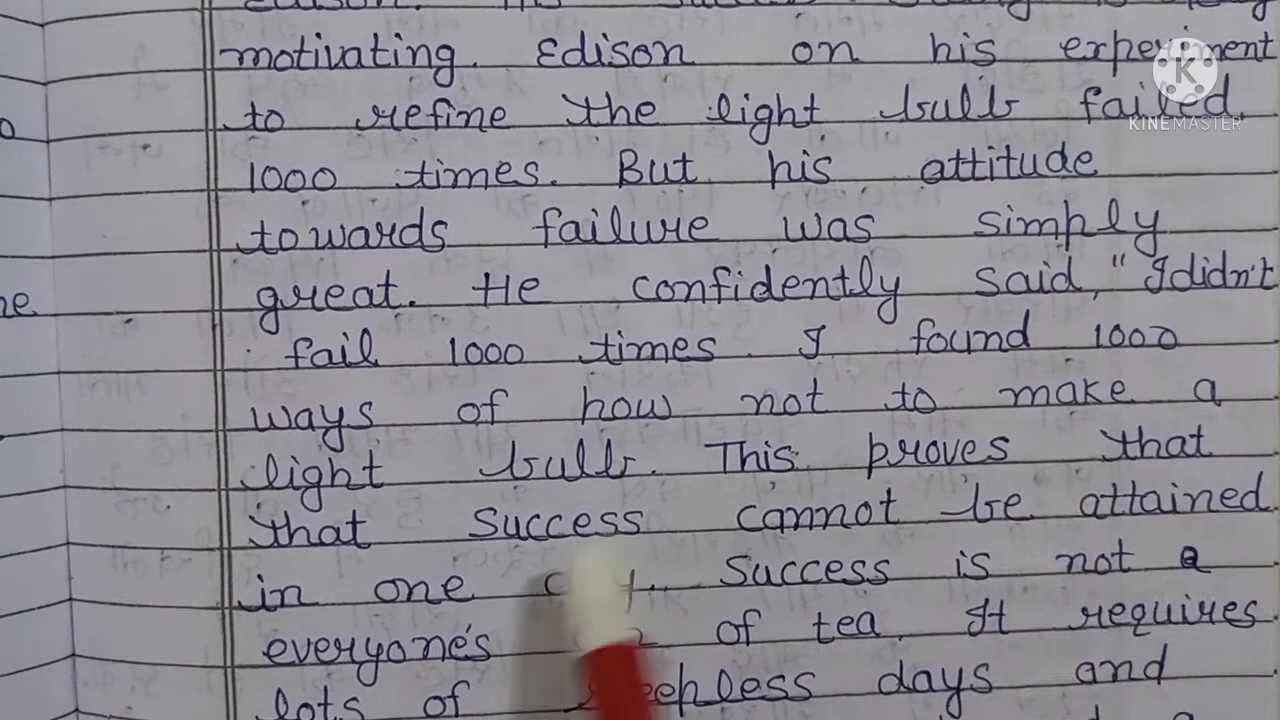 motivating. Edison on his experiment
to refine the light bulb failed
1000 times. But his attitude
towards failure was simply
great. He confidently said, "I didn't
fail 1000 times. I found 1000
ways of how not to make a
light bulb. This proves that
that success cannot be attained
in one Success is not a
everyone's of tea. It requires
lots of days and
KINEMASTER